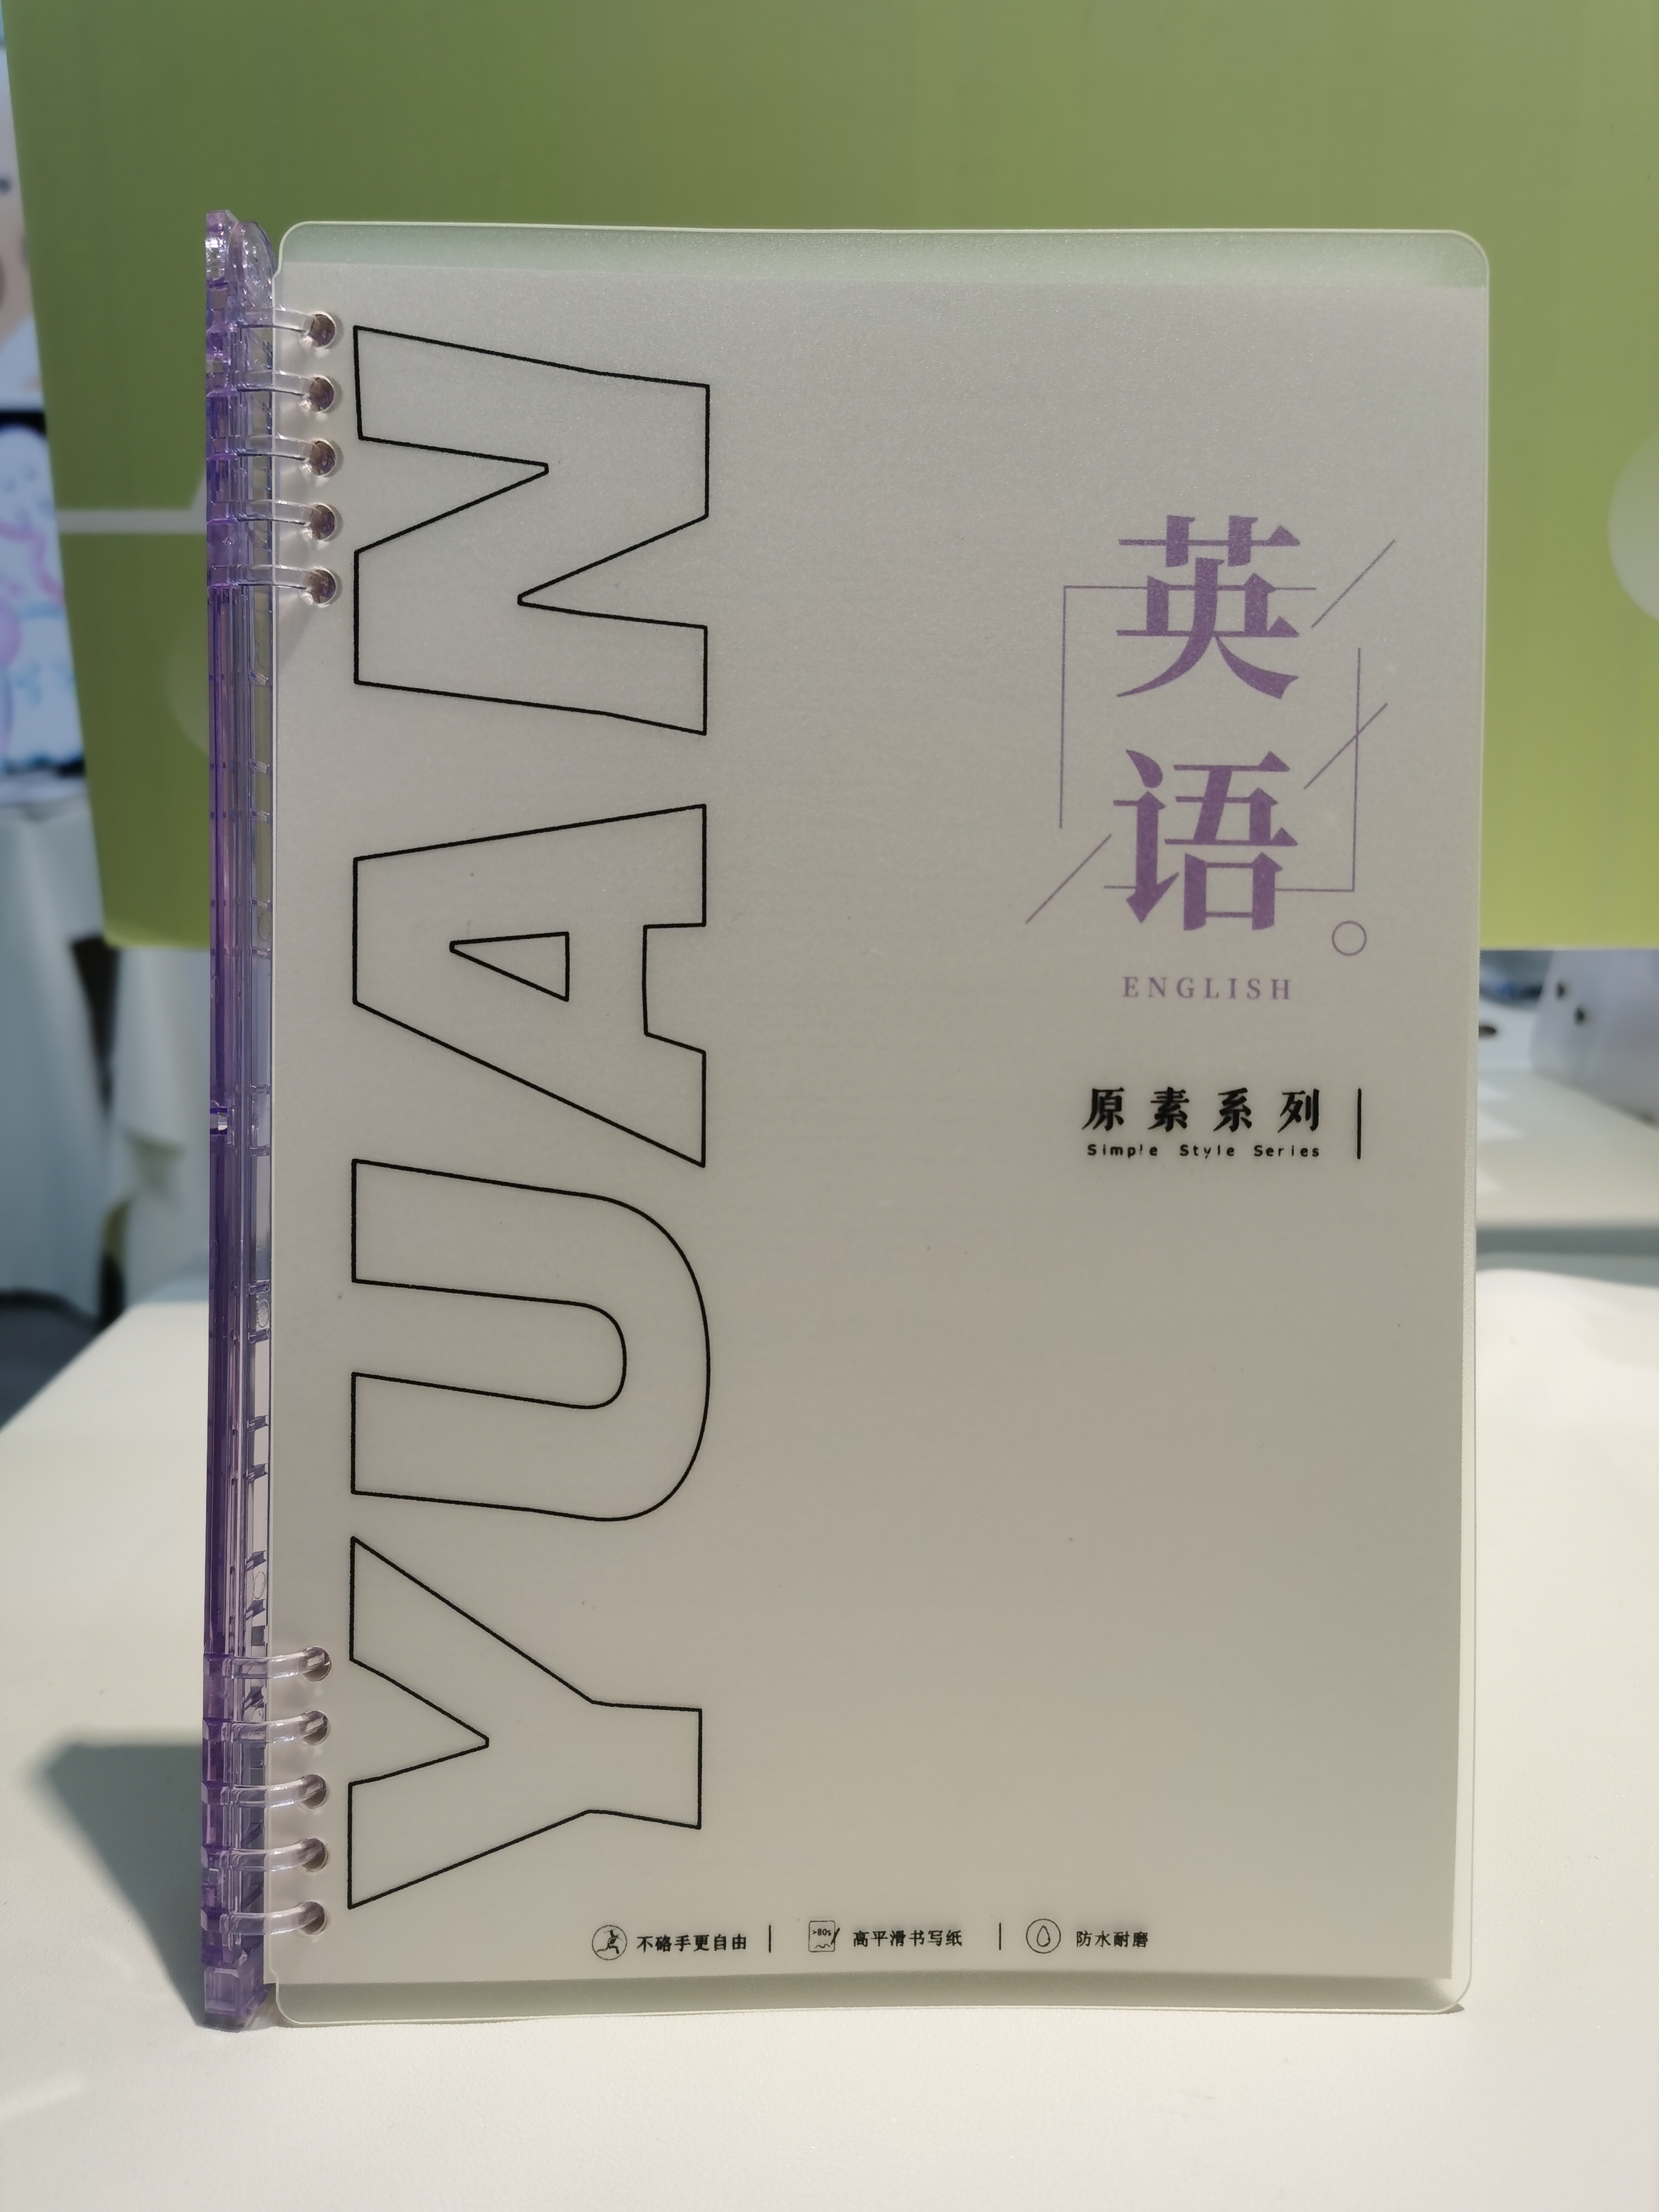 YUAN
英
语
ENGLISH
原素系列
Simple Style Series
不硌手更自由
>80s
高平滑书写纸
防水耐磨